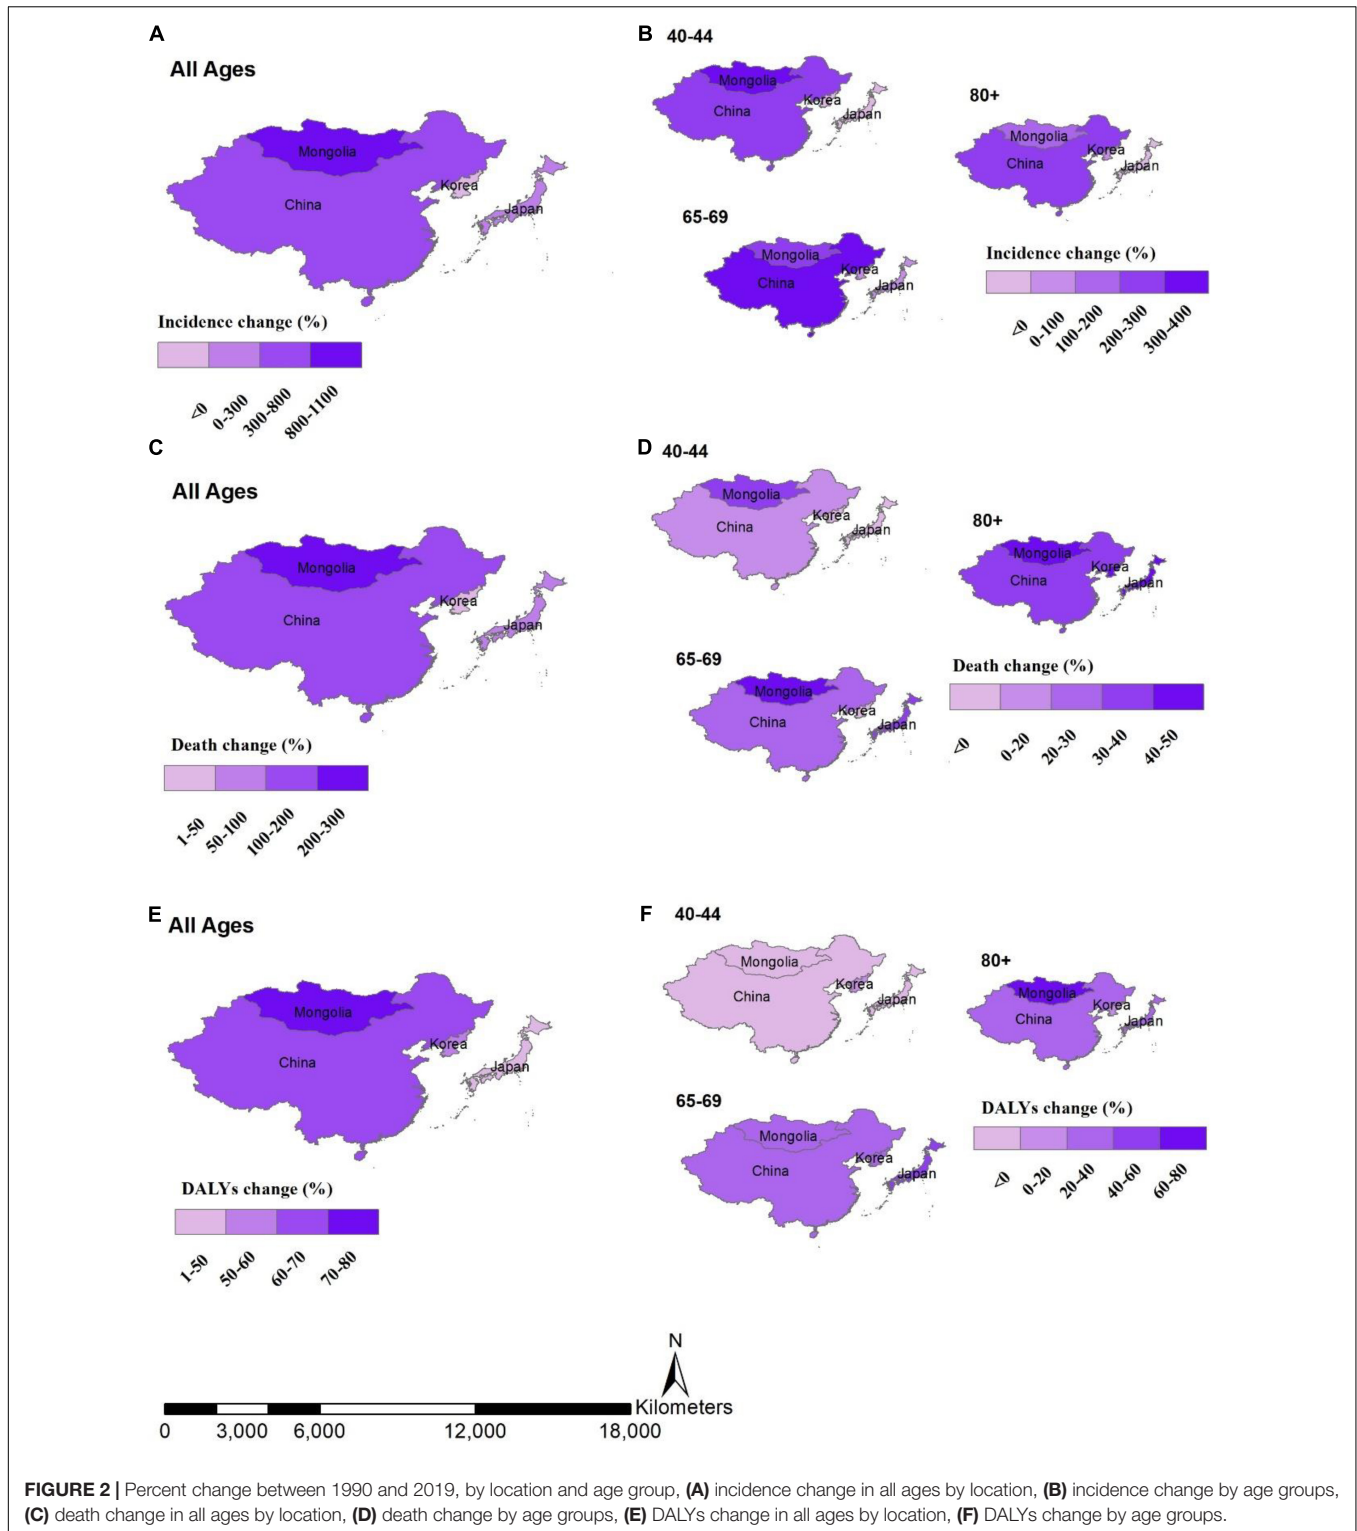 A
All Ages
Mongolia
China
Korea
Japan
Incidence change (%)
<0
0-300
300-800
800-1100
B
40-44
Mongolia
China
Korea
Japan
80+
Mongolia
China
Korea
Japan
65-69
Mongolia
China
Korea
Japan
Incidence change (%)
<0
0-100
100-200
200-300
300-400
C
All Ages
Mongolia
China
Korea
Japan
Death change (%)
1-50
50-100
100-200
200-300
D
40-44
Mongolia
China
Korea
Japan
80+
Mongolia
China
Korea
Japan
65-69
Mongolia
China
Korea
Japan
Death change (%)
<0
0-20
20-30
30-40
40-50
E
All Ages
Mongolia
China
Korea
Japan
DALYs change (%)
1-50
50-60
60-70
70-80
F
40-44
Mongolia
China
Korea
Japan
80+
Mongolia
China
Korea
Japan
65-69
Mongolia
China
Korea
Japan
DALYs change (%)
<0
0-20
20-40
40-60
60-80
N
Kilometers
0 3,000 6,000 12,000 18,000
FIGURE 2 | Percent change between 1990 and 2019, by location and age group, (A) incidence change in all ages by location, (B) incidence change by age groups,
(C) death change in all ages by location, (D) death change by age groups, (E) DALYs change in all ages by location, (F) DALYs change by age groups.